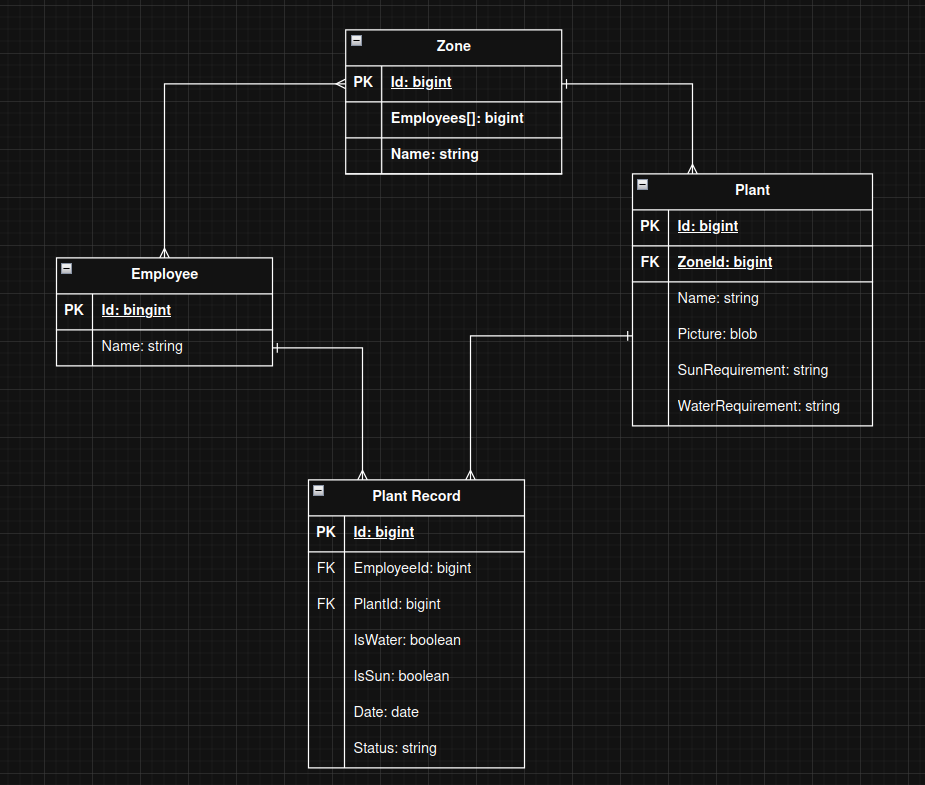 Zone
PK Id: bigint
Employees[]: bigint
Name: string
Plant
PK Id: bigint
FK ZoneId: bigint
Name: string
Picture: blob
SunRequirement: string
WaterRequirement: string
Employee
PK Id: bingint
Name: string
Plant Record
PK Id: bigint
FK EmployeeId: bigint
FK PlantId: bigint
IsWater: boolean
IsSun: boolean
Date: date
Status: string